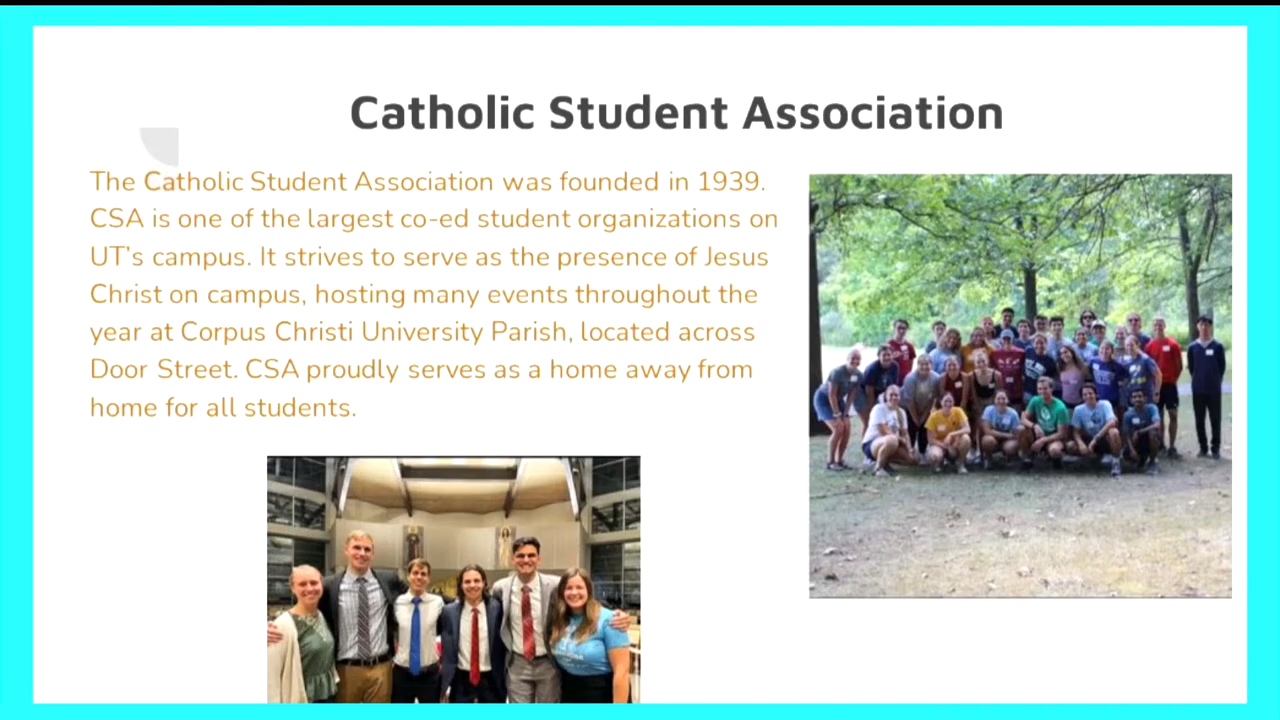 Catholic Student Association
The Catholic Student Association was founded in 1939.
CSA is one of the largest co-ed student organizations on
UT's campus. It strives to serve as the presence of Jesus
Christ on campus, hosting many events throughout the
year at Corpus Christi University Parish, located across
Door Street. CSA proudly serves as a home away from
home for all students.